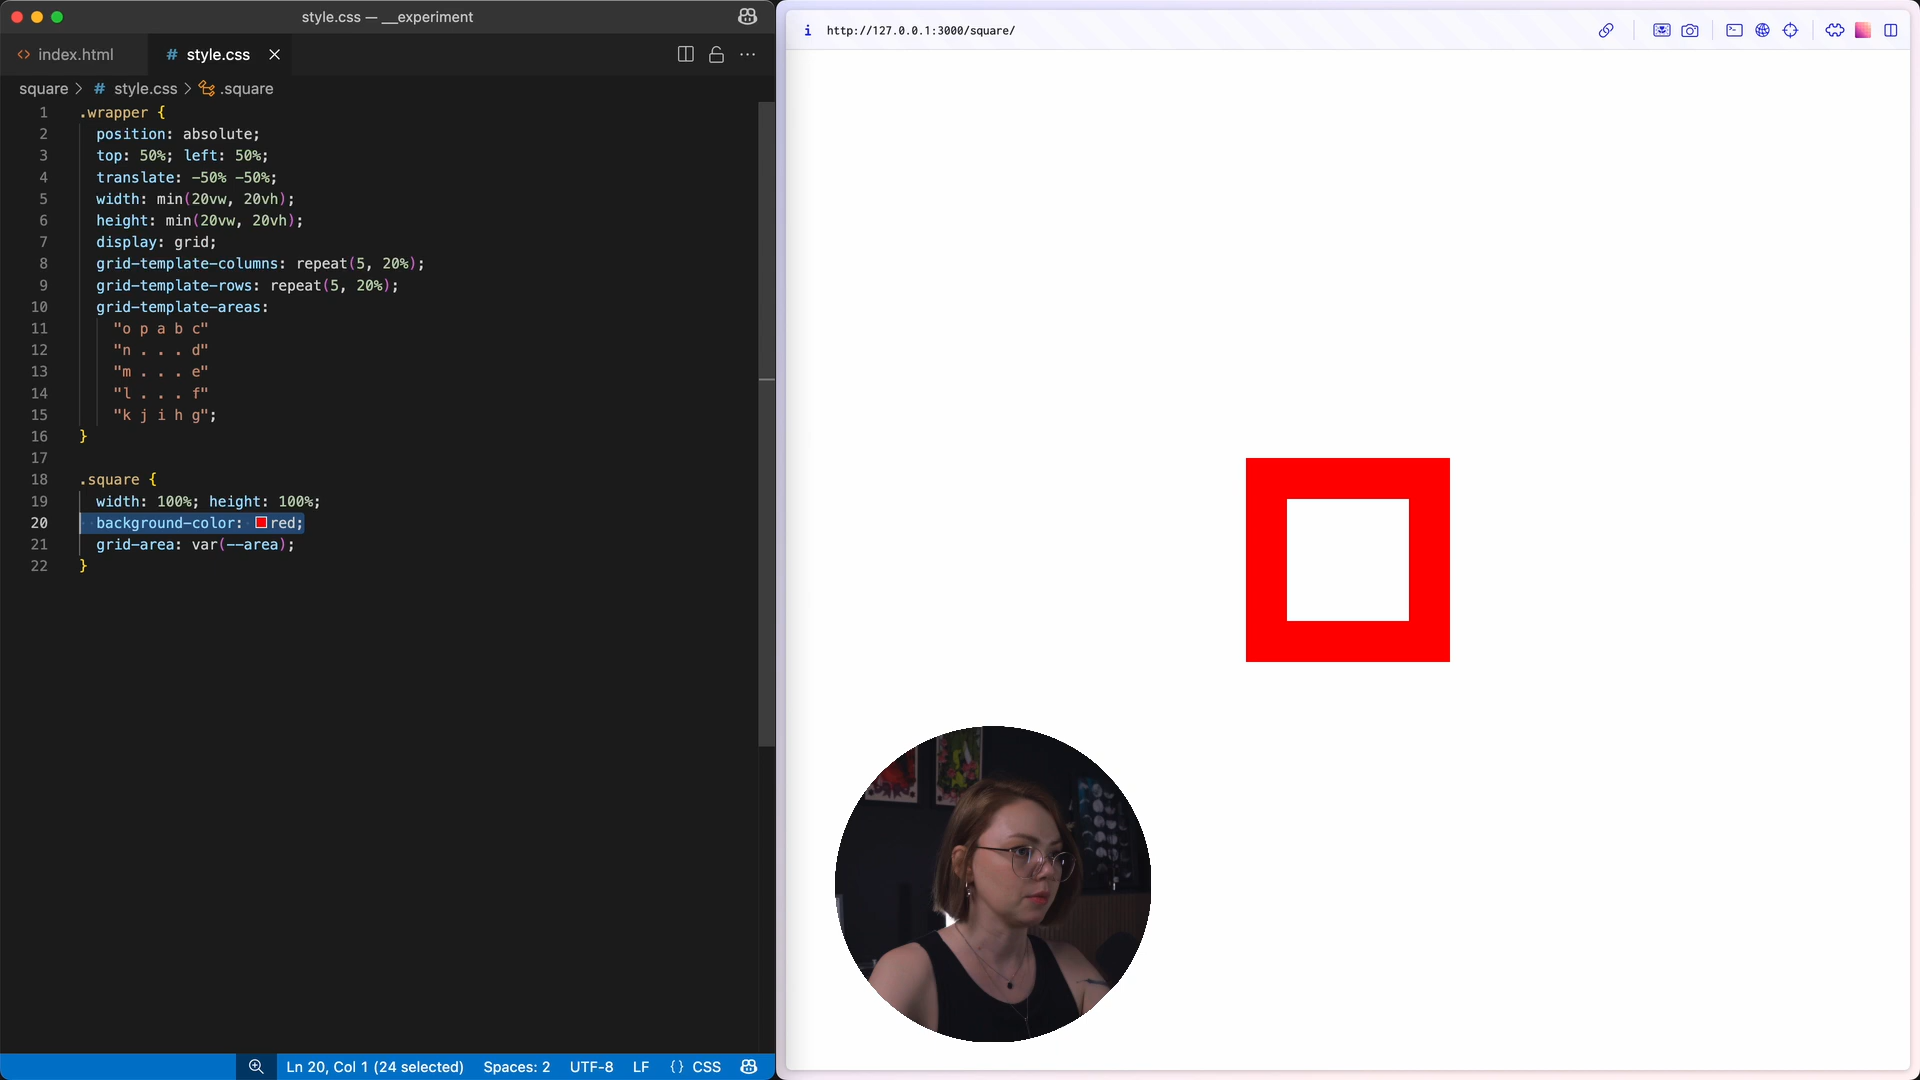 style.css — __experiment
index.html
# style.css
square > # style.css > .square
1 .wrapper {
2 position: absolute;
3 top: 50%; left: 50%;
4 translate: -50% -50%;
5 width: min(20vw, 20vh);
6 height: min(20vw, 20vh);
7 display: grid;
8 grid-template-columns: repeat(5, 20%);
9 grid-template-rows: repeat(5, 20%);
10 grid-template-areas:
11 "o p a b c"
12 "n . . . d"
13 "m . . . e"
14 "l . . . f"
15 "k j i h g";
16 }
17
18 .square {
19 width: 100%; height: 100%;
20 background-color: red;
21 grid-area: var(--area);
22 }
Ln 20, Col 1 (24 selected) Spaces: 2 UTF-8 LF {} CSS
i http://127.0.0.1:3000/square/